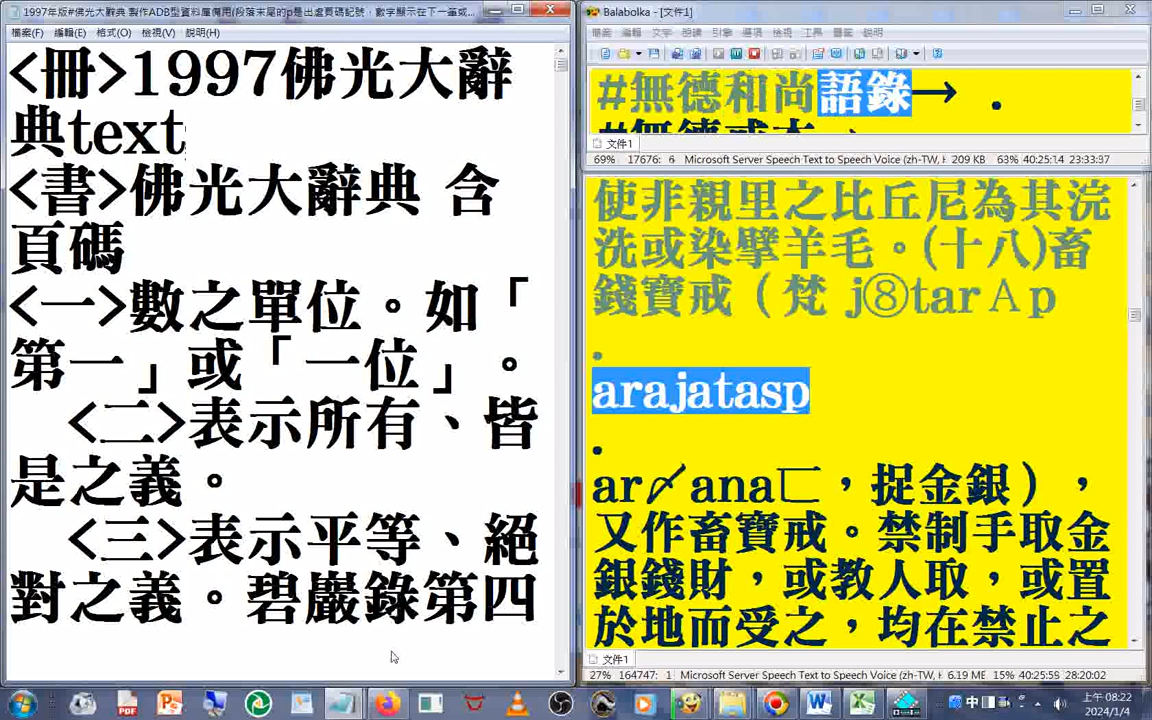 1997年版#佛光大辭典 製作ADB型資料庫備用(段落末尾的p是出處頁碼記號，數字顯示在下一筆或...
檔案(F) 編輯(E) 格式(O) 檢視(V) 說明(H)
<冊>1997佛光大辭
典text
<書>佛光大辭典 含
頁碼
<一>數之單位。如「
第一」或「一位」。
<二>表示所有、皆
是之義。
<三>表示平等、絕
對之義。碧巖錄第四
Balabolka - [文件1]
檔案 編輯 文字 朗讀 引擎 選項 檢視 工具 書籤 說明
#無德和尚語錄→ .
#無德戒本→
文件1
69% 17676: 6 Microsoft Server Speech Text to Speech Voice (zh-TW, H 209 KB 63% 40:25:14 23:33:37
使非親里之比丘尼為其浣
洗或染擘羊毛。(十八)畜
錢寶戒（梵 j⑧tarＡp
.
arajatasp
.
ar〆ana匚，捉金銀），
又作畜寶戒。禁制手取金
銀錢財，或教人取，或置
於地而受之，均在禁止之
文件1
27% 164747: 1 Microsoft Server Speech Text to Speech Voice (zh-TW, H 6.19 MB 15% 40:25:59 28:20:02
中
上午 08:22
2024/1/4